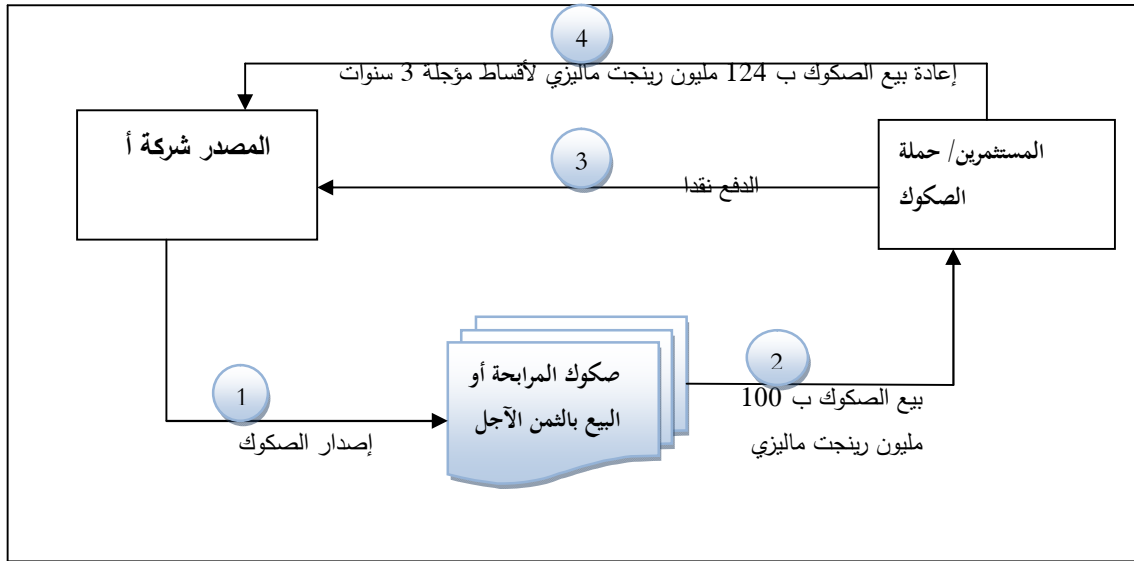 4
إعادة بيع الصكوك ب 124 مليون رينجت ماليزي لأقساط مؤجلة 3 سنوات
المصدر شركة أ
المستثمرين/ حملة
الصكوك
3
الدفع نقدا
صكوك المرابحة أو
البيع بالثمن الآجل
2
بيع الصكوك ب 100
مليون رينجت ماليزي
1
إصدار الصكوك